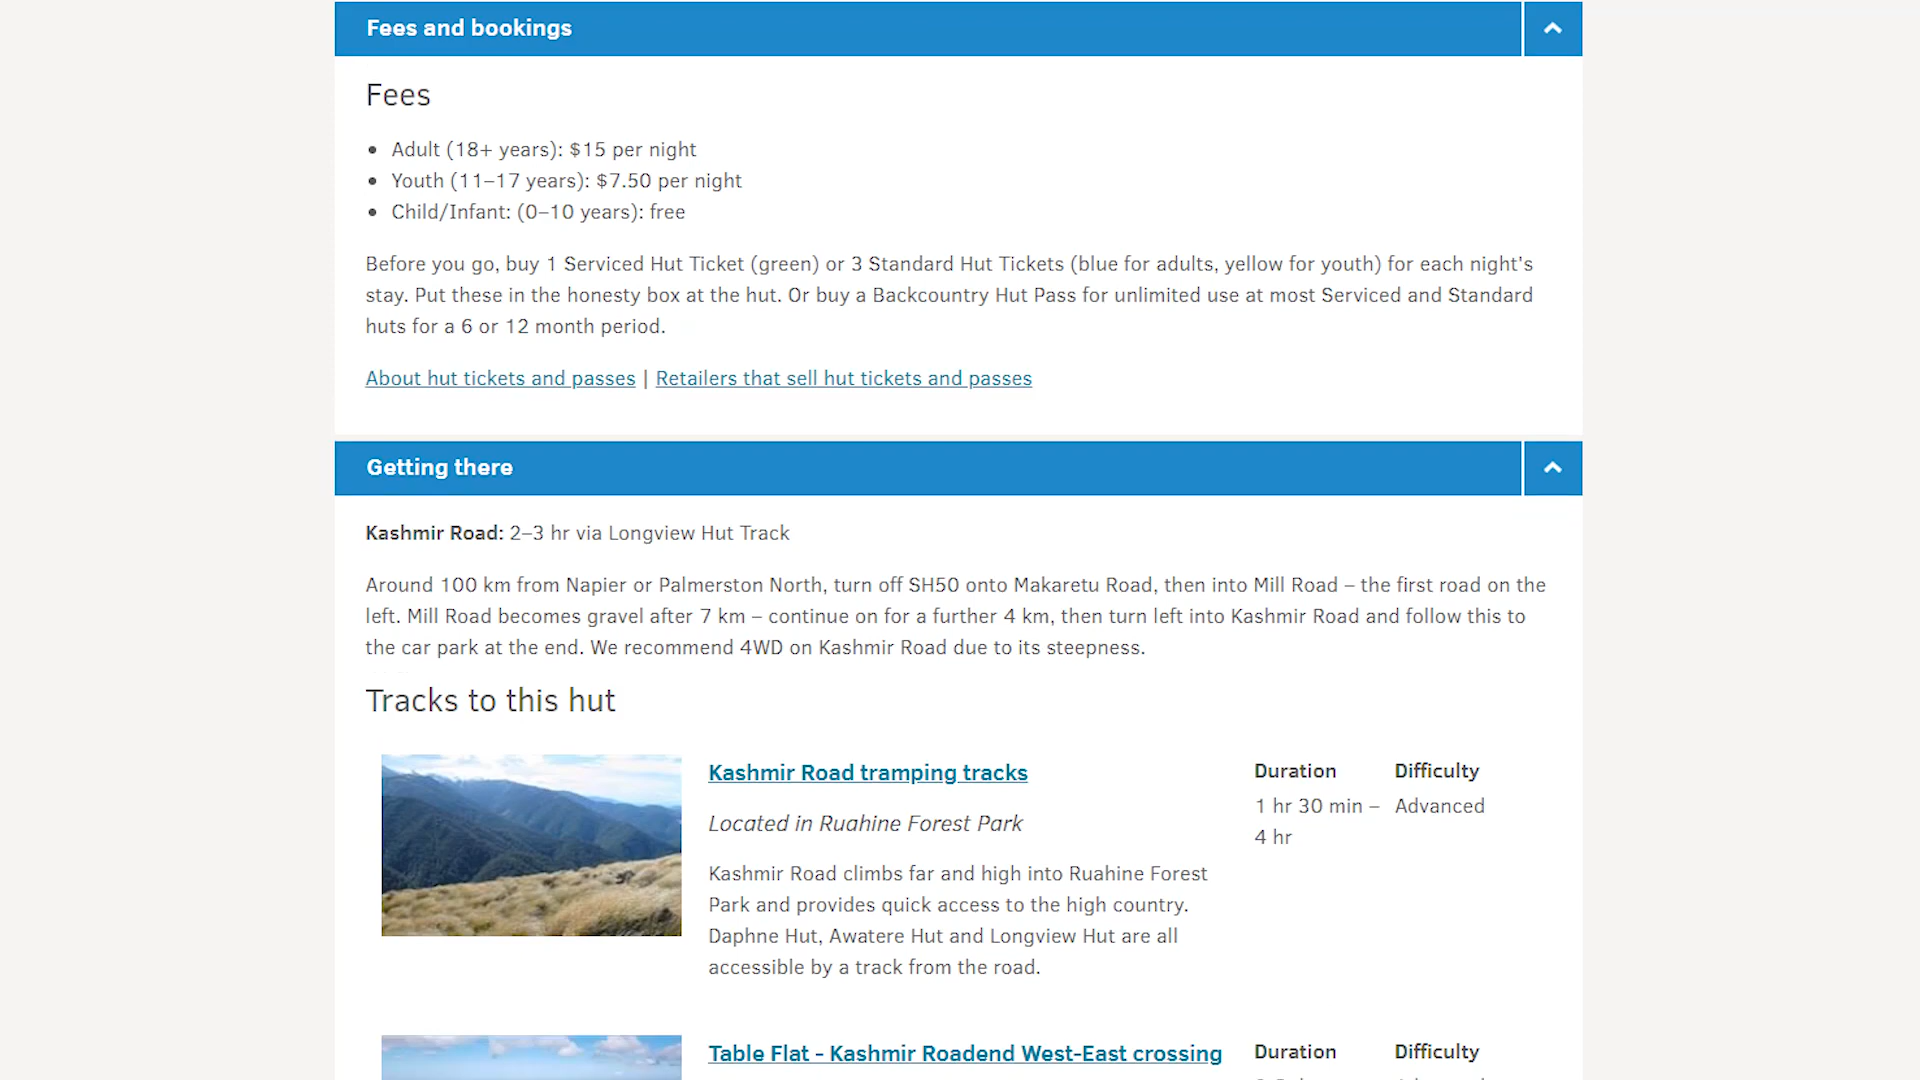 Fees and bookings
Fees
Adult (18+ years): $15 per night
Youth (11–17 years): $7.50 per night
Child/Infant: (0–10 years): free
Before you go, buy 1 Serviced Hut Ticket (green) or 3 Standard Hut Tickets (blue for adults, yellow for youth) for each night's
stay. Put these in the honesty box at the hut. Or buy a Backcountry Hut Pass for unlimited use at most Serviced and Standard
huts for a 6 or 12 month period.
About hut tickets and passes | Retailers that sell hut tickets and passes
Getting there
Kashmir Road: 2–3 hr via Longview Hut Track
Around 100 km from Napier or Palmerston North, turn off SH50 onto Makaretu Road, then into Mill Road – the first road on the
left. Mill Road becomes gravel after 7 km – continue on for a further 4 km, then turn left into Kashmir Road and follow this to
the car park at the end. We recommend 4WD on Kashmir Road due to its steepness.
Tracks to this hut
Kashmir Road tramping tracks
Located in Ruahine Forest Park
Kashmir Road climbs far and high into Ruahine Forest
Park and provides quick access to the high country.
Daphne Hut, Awatere Hut and Longview Hut are all
accessible by a track from the road.
Duration
1 hr 30 min –
4 hr
Difficulty
Advanced
Table Flat - Kashmir Roadend West-East crossing
Duration
Difficulty